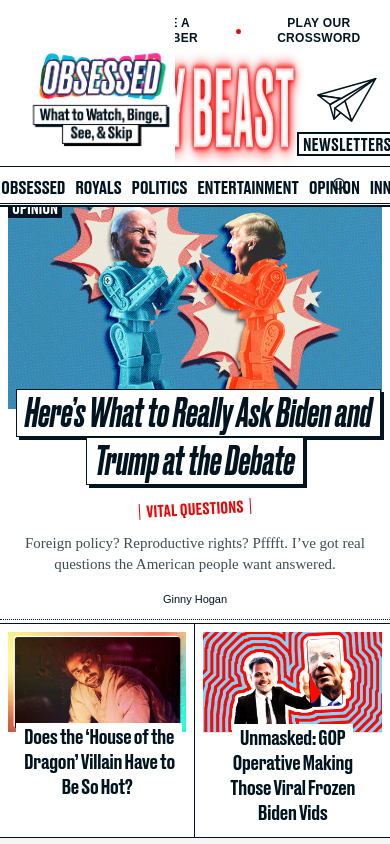 E A
BER
PLAY OUR
CROSSWORD
OBSESSED
What to Watch, Binge,
See, & Skip
Y BEAST
NEWSLETTERS
OBSESSED ROYALS POLITICS ENTERTAINMENT OPINION INN
OPINION
Here's What to Really Ask Biden and
Trump at the Debate
VITAL QUESTIONS
Foreign policy? Reproductive rights? Pfffft. I've got real
questions the American people want answered.
Ginny Hogan
Does the ‘House of the
Dragon’ Villain Have to
Be So Hot?
Unmasked: GOP
Operative Making
Those Viral Frozen
Biden Vids